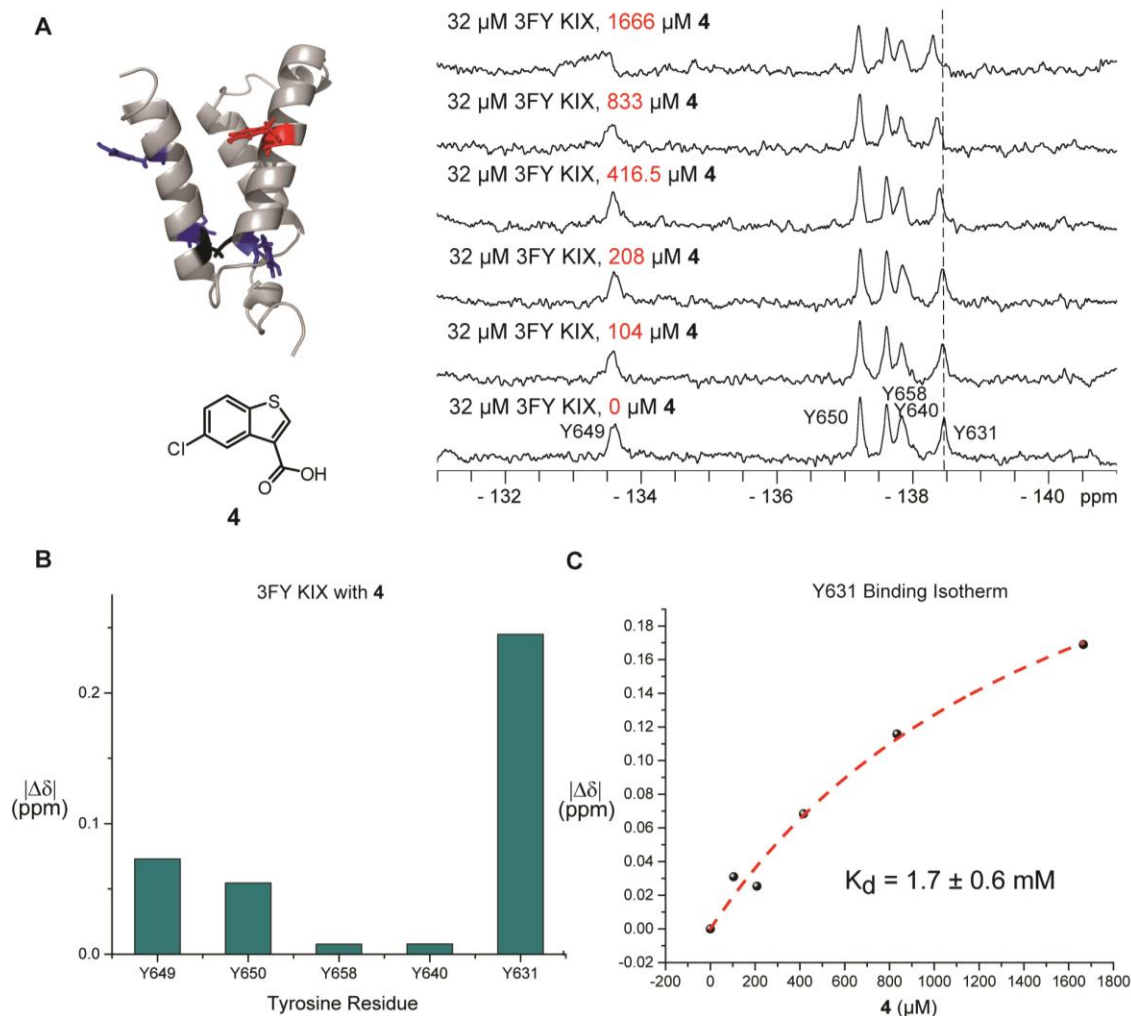 A
32 µM 3FY KIX, 1666 µM 4
32 µM 3FY KIX, 833 µM 4
32 µM 3FY KIX, 416.5 µM 4
32 µM 3FY KIX, 208 µM 4
32 µM 3FY KIX, 104 µM 4
32 µM 3FY KIX, 0 µM 4
Y649
Y650
Y658
Y640
Y631
- 132
- 134
- 136
- 138
- 140
ppm
S
Cl
O
OH
4
B
3FY KIX with 4
|Δδ|
(ppm)
0.2
0.1
0.0
Y649
Y650
Y658
Y640
Y631
Tyrosine Residue
C
Y631 Binding Isotherm
|Δδ|
(ppm)
0.18
0.16
0.14
0.12
0.10
0.08
0.06
0.04
0.02
0.00
-0.02
Kd = 1.7 ± 0.6 mM
-200
0
200
400
600
800
1000
1200
1400
1600
1800
4 (µM)